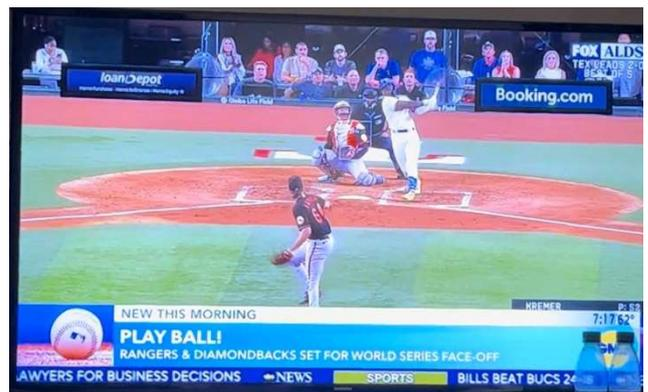 FOX ALDS
TEX LEADS 2-0
BEST OF 5
loanDepot
Booking.com
Globe Life Field
KREMER P: 52
NEW THIS MORNING
7:17 62°
PLAY BALL!
RANGERS & DIAMONDBACKS SET FOR WORLD SERIES FACE-OFF
LAWYERS FOR BUSINESS DECISIONS NEWS SPORTS BILLS BEAT BUCS 24-